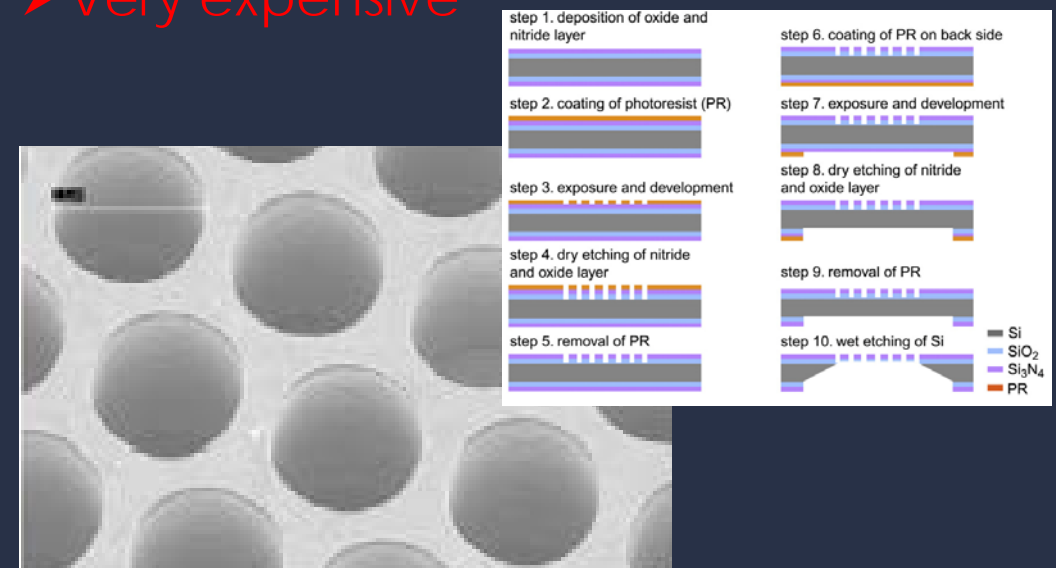 ➤ Very expensive
step 1. deposition of oxide and
nitride layer
step 2. coating of photoresist (PR)
step 3. exposure and development
step 4. dry etching of nitride
and oxide layer
step 5. removal of PR
step 6. coating of PR on back side
step 7. exposure and development
step 8. dry etching of nitride
and oxide layer
step 9. removal of PR
step 10. wet etching of Si
Si
SiO₂
Si₃N₄
PR